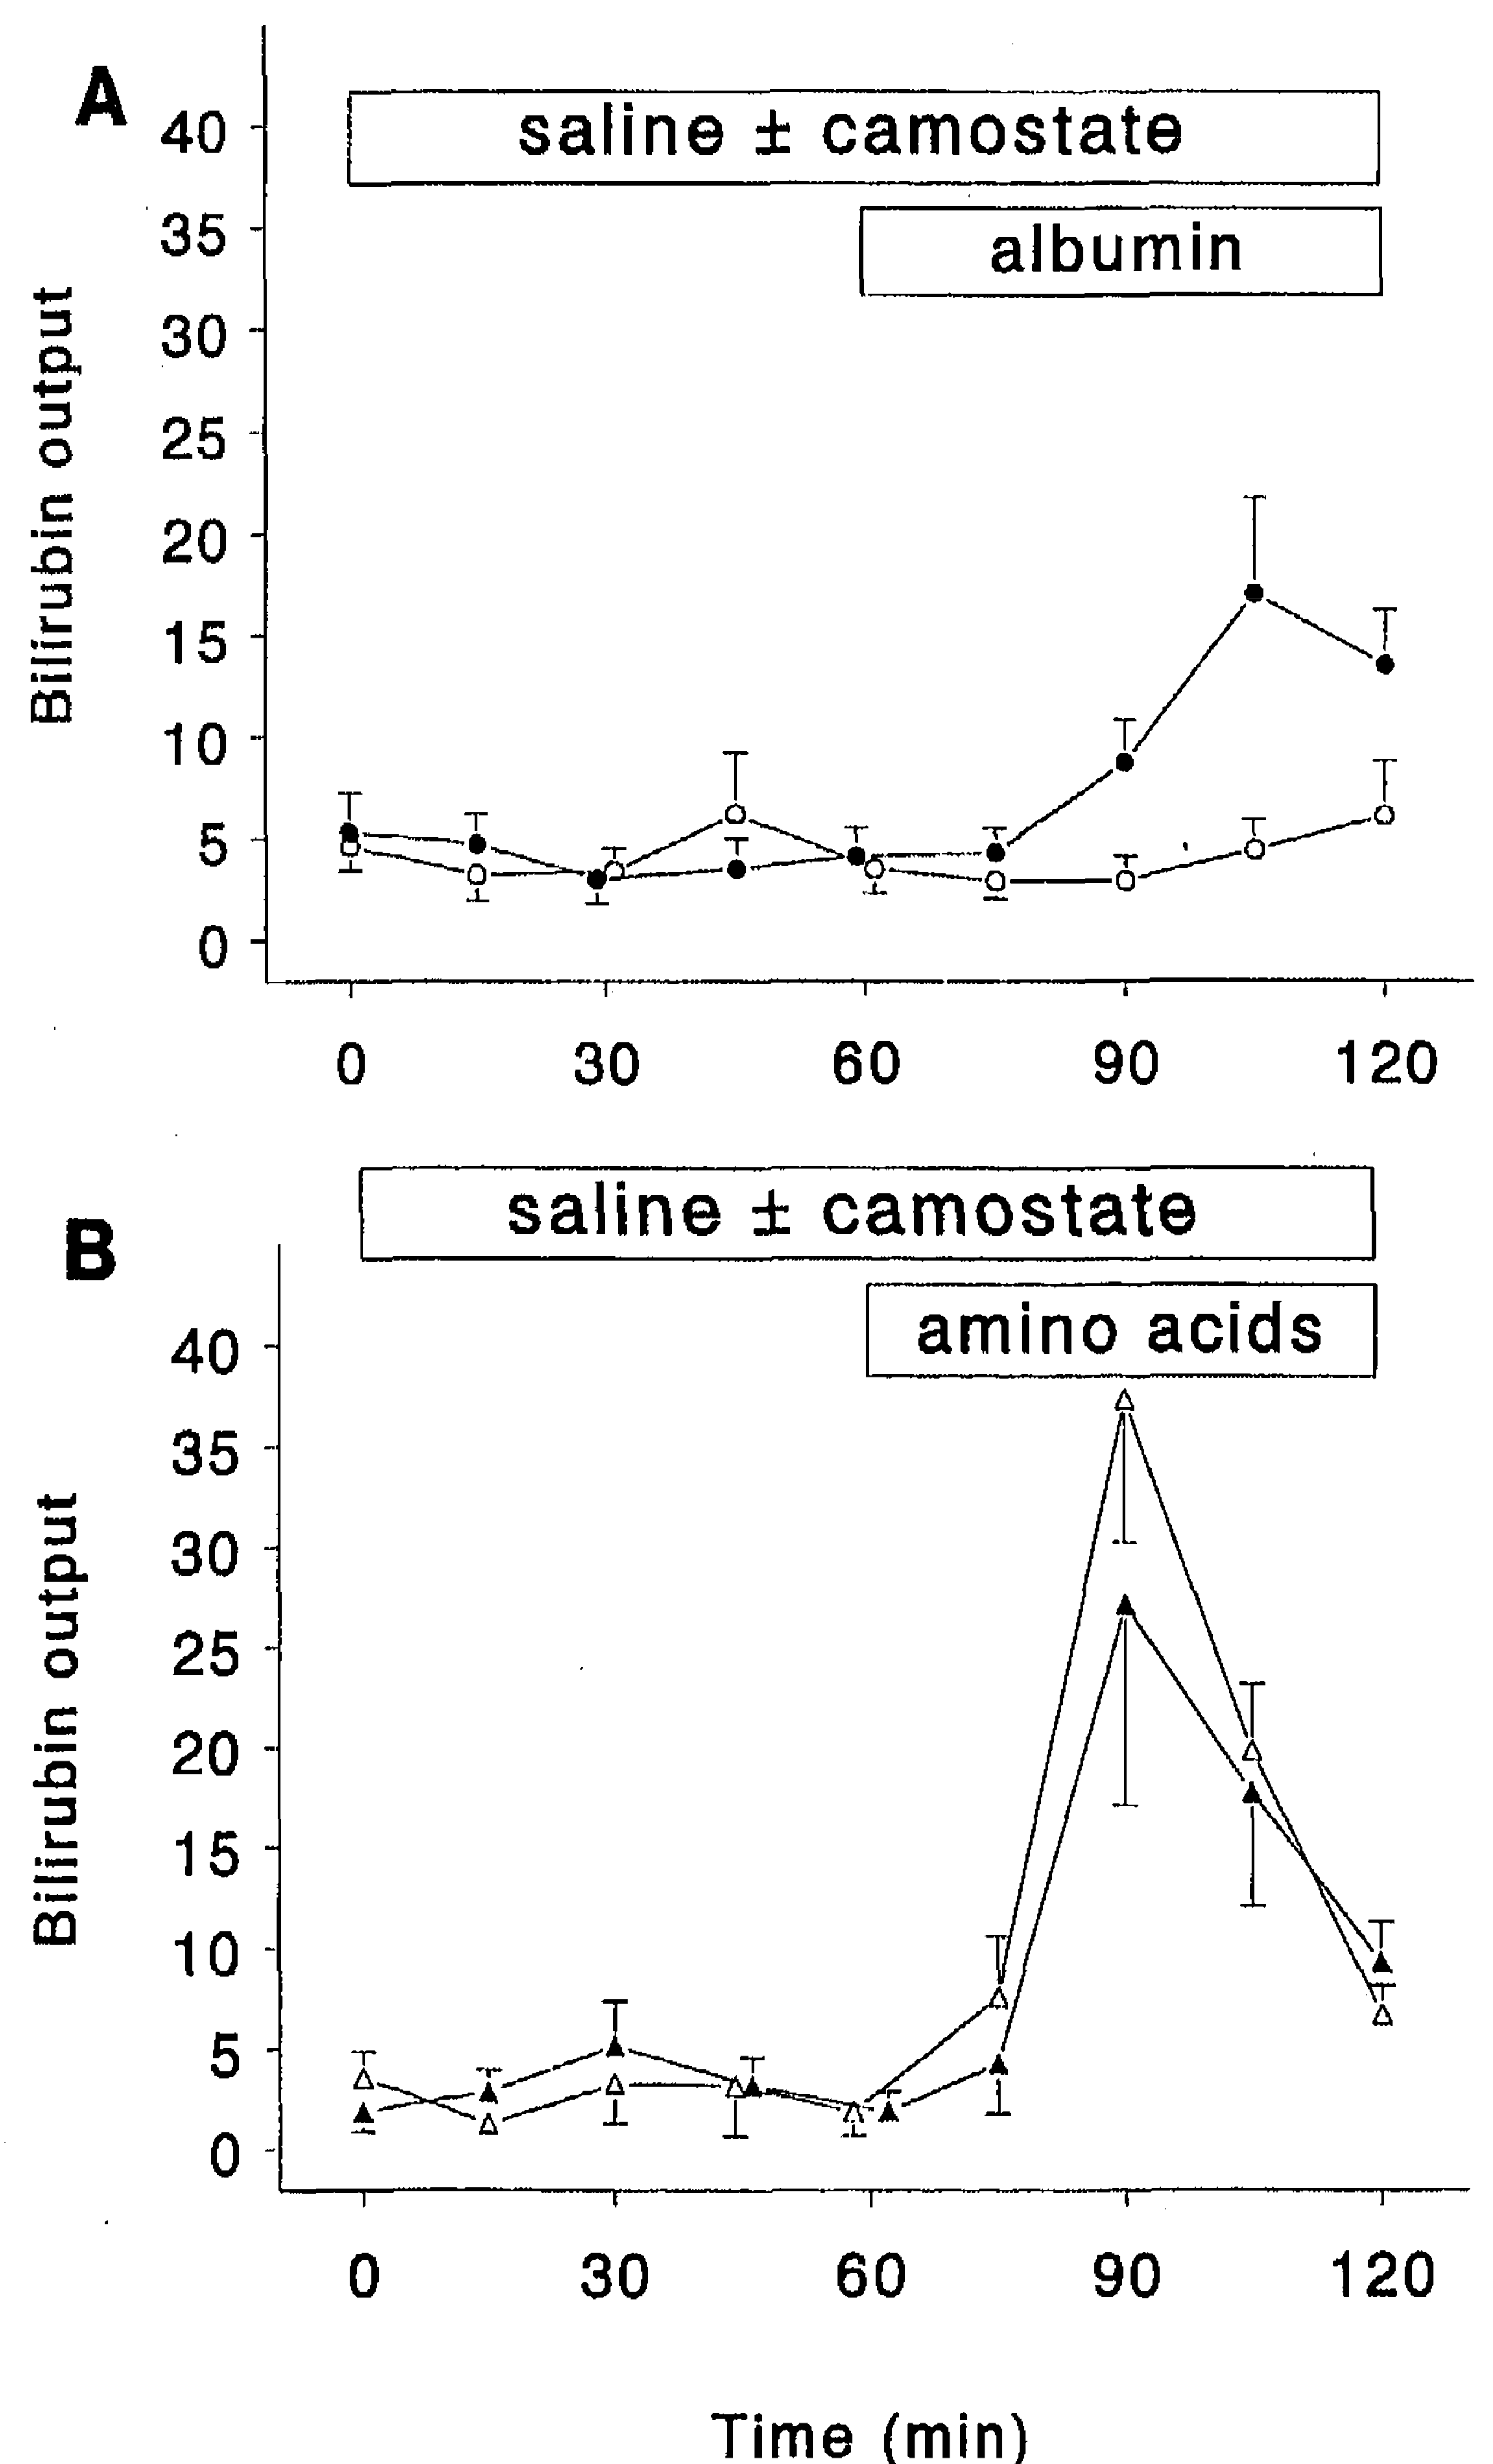 A
saline ± camostate
albumin
40
35
30
25
20
15
10
5
0
Bilirubin output
0 30 60 90 120
B
saline ± camostate
amino acids
40
35
30
25
20
15
10
5
0
Bilirubin output
0 30 60 90 120
Time (min)